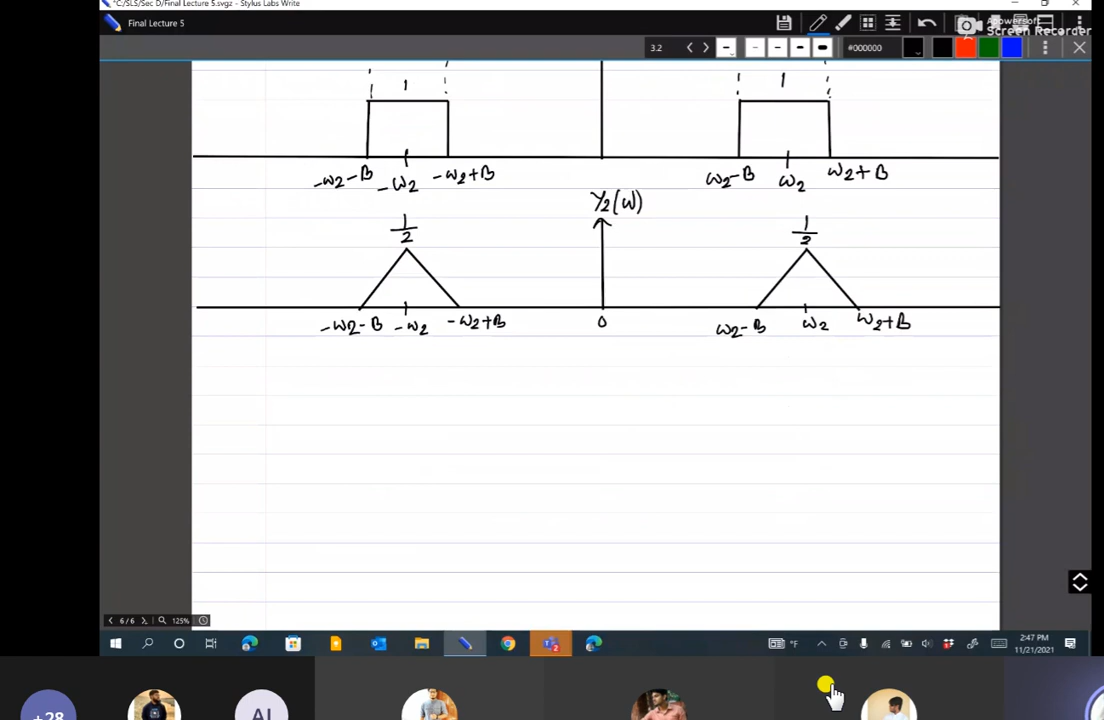 *C:/SLS/Sec D/Final Lecture 5.svgz - Stylus Labs Write
Final Lecture 5
Apowersoft
Screen Recorder
3.2 #000000
1 1
-ω2-B -ω2 -ω2+B ω2-B ω2 ω2+B
Y2(ω)
1/2 1/2
-ω2-B -ω2 -ω2+B 0 ω2-B ω2 ω2+B
6/6 125%
°F 2:47 PM
11/21/2021
+28 AI